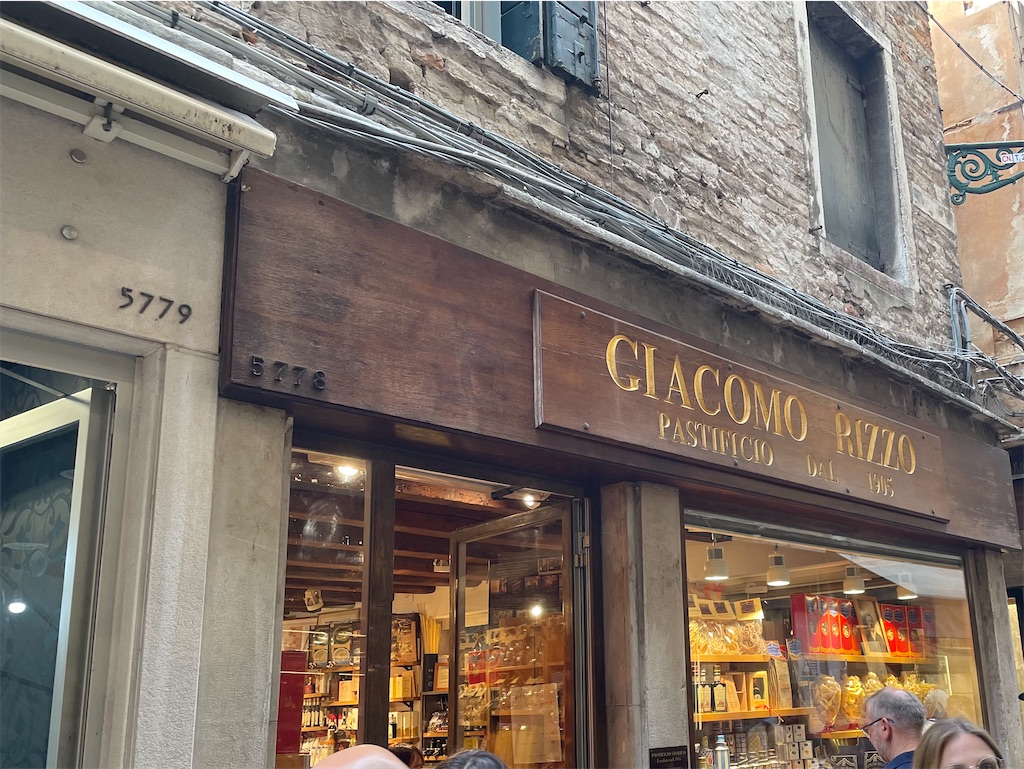 5779
5778
GIACOMO RIZZO
PASTIFICIO DAL 1905